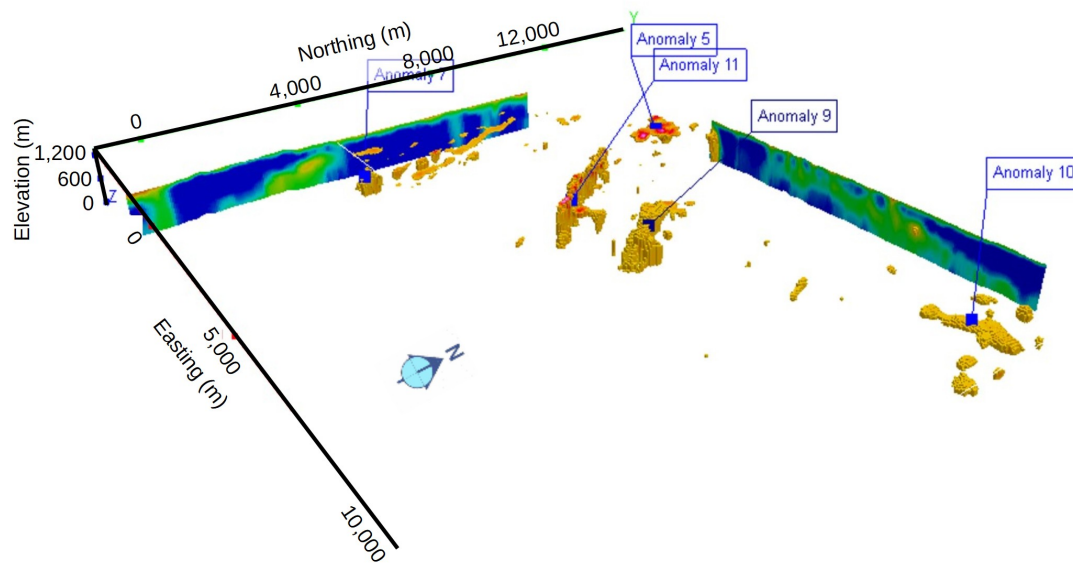 Y
Northing (m)
12,000
8,000
4,000
0
Anomaly 5
Anomaly 11
Anomaly 7
Anomaly 9
Anomaly 10
Elevation (m)
1,200
600
0
Z
0
5,000
10,000
Easting (m)
N